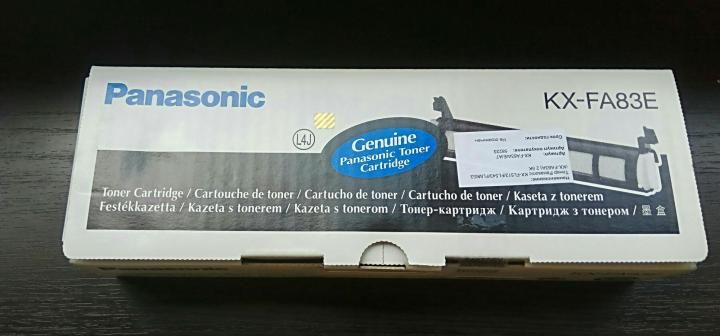 Panasonic
KX-FA83E
L4J
Genuine
Panasonic Toner
Cartridge
Toner Cartridge / Cartouche de toner / Cartucho de toner / Cartucho de toner / Kaseta z tonerem
Festékkazetta / Kazeta s tonerem / Kazeta s tonerom / Тонер-картридж / Картридж з тонером / 墨盒